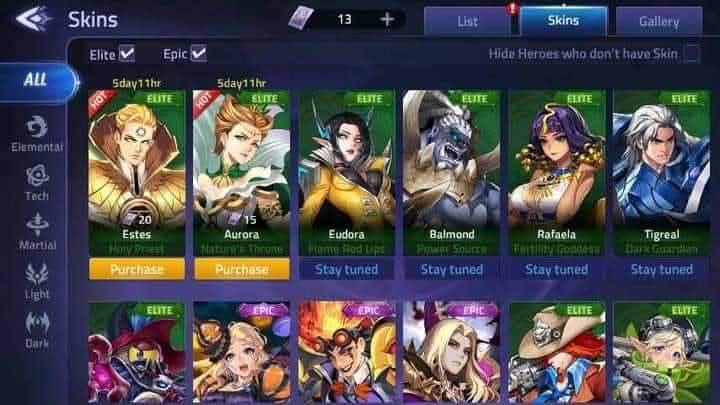 Skins
13
List
Skins
Gallery
Elite
Epic
Hide Heroes who don't have Skin
ALL
Elemental
Tech
Martial
Light
Dark
5day11hr
5day11hr
HOT ELITE
HOT ELITE
ELITE
ELITE
ELITE
ELITE
20
15
Estes
Aurora
Eudora
Balmond
Rafaela
Tigreal
Holy Priest
Nature's Throne
Flame Red Lips
Power Source
Fertility Goddess
Dark Guardian
Purchase
Purchase
Stay tuned
Stay tuned
Stay tuned
Stay tuned
ELITE
EPIC
EPIC
EPIC
ELITE
ELITE